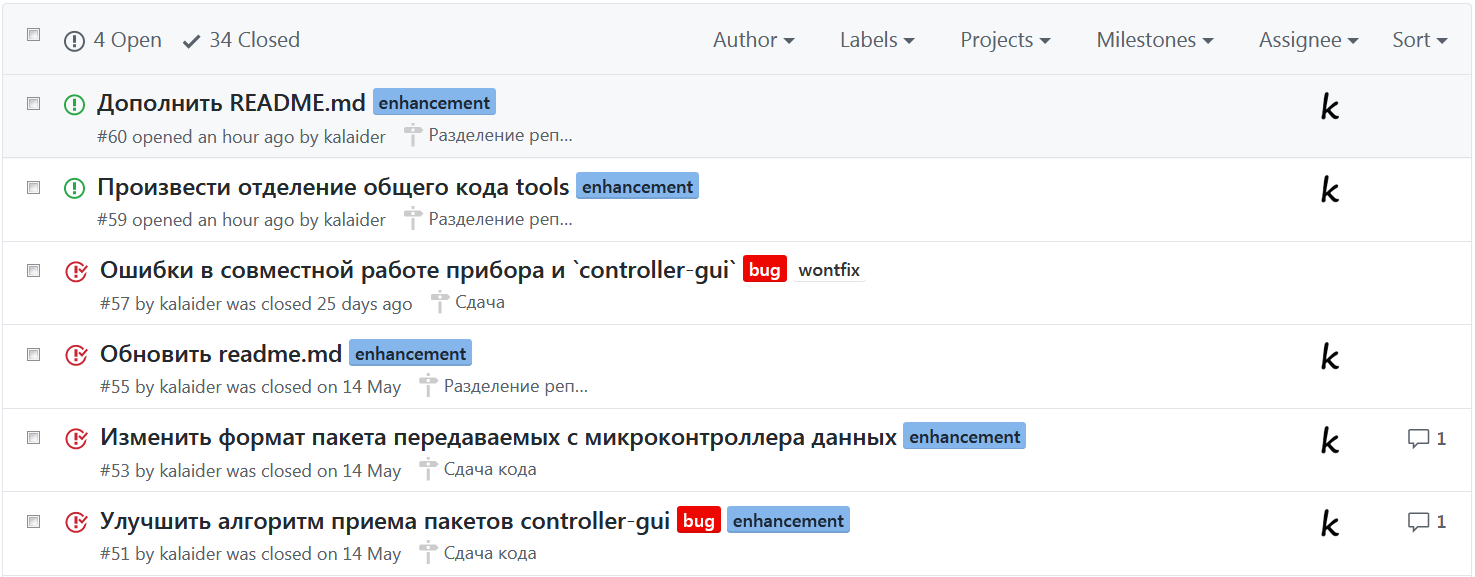 4 Open 34 Closed Author Labels Projects Milestones Assignee Sort
Дополнить README.md enhancement
#60 opened an hour ago by kalaider Разделение реп...
k
Произвести отделение общего кода tools enhancement
#59 opened an hour ago by kalaider Разделение реп...
k
Ошибки в совместной работе прибора и `controller-gui` bug wontfix
#57 by kalaider was closed 25 days ago Сдача
Обновить readme.md enhancement
#55 by kalaider was closed on 14 May Разделение реп...
k
Изменить формат пакета передаваемых с микроконтроллера данных enhancement
#53 by kalaider was closed on 14 May Сдача кода
k 1
Улучшить алгоритм приема пакетов controller-gui bug enhancement
#51 by kalaider was closed on 14 May Сдача кода
k 1